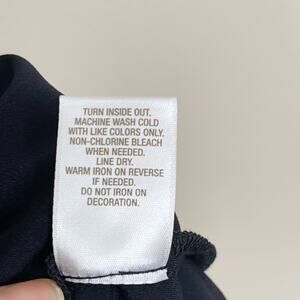 TURN INSIDE OUT.
MACHINE WASH COLD
WITH LIKE COLORS ONLY.
NON-CHLORINE BLEACH
WHEN NEEDED.
LINE DRY.
WARM IRON ON REVERSE
IF NEEDED.
DO NOT IRON ON
DECORATION.